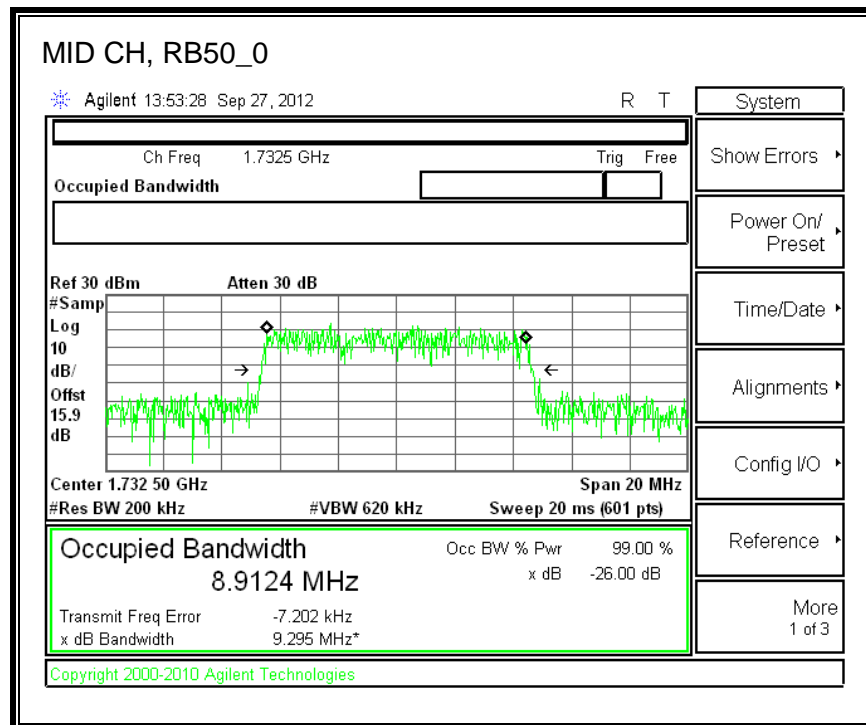 MID CH, RB50_0
Agilent 13:53:28 Sep 27, 2012 R T
System
Ch Freq 1.7325 GHz Trig Free
Occupied Bandwidth
Show Errors
Power On/
Preset
Time/Date
Alignments
Config I/O
Reference
More
1 of 3
Ref 30 dBm Atten 30 dB
#Samp
Log
10
dB/
Offst
15.9
dB
Center 1.732 50 GHz Span 20 MHz
#Res BW 200 kHz #VBW 620 kHz Sweep 20 ms (601 pts)
Occupied Bandwidth
8.9124 MHz
Occ BW % Pwr 99.00 %
x dB -26.00 dB
Transmit Freq Error -7.202 kHz
x dB Bandwidth 9.295 MHz*
Copyright 2000-2010 Agilent Technologies